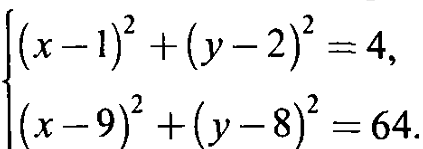 (x − 1)² + (y − 2)² = 4,
(x − 9)² + (y − 8)² = 64.